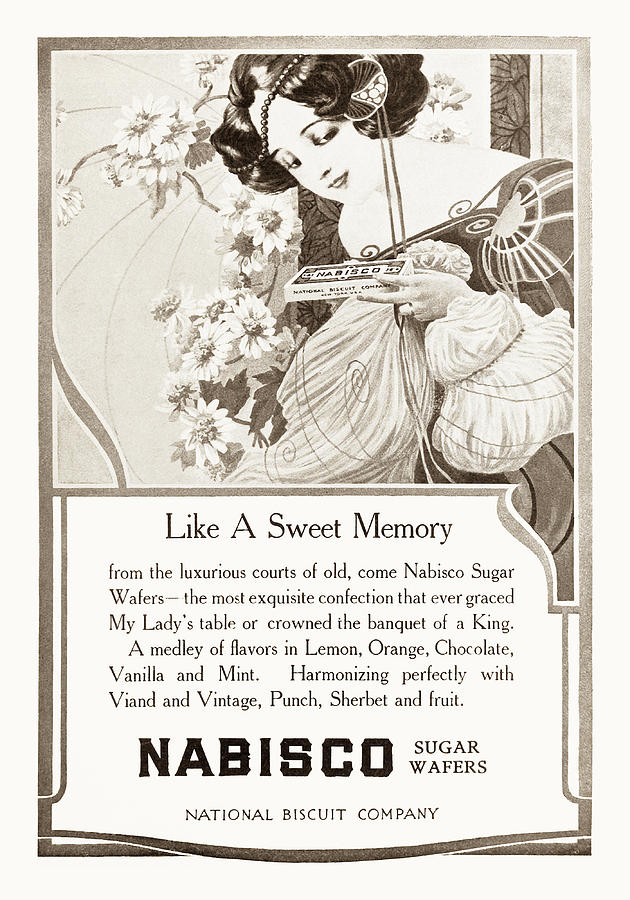 NABISCO
NATIONAL BISCUIT COMPANY
NEW YORK U.S.A.
Like A Sweet Memory
from the luxurious courts of old, come Nabisco Sugar
Wafers— the most exquisite confection that ever graced
My Lady's table or crowned the banquet of a King.
A medley of flavors in Lemon, Orange, Chocolate,
Vanilla and Mint. Harmonizing perfectly with
Viand and Vintage, Punch, Sherbet and fruit.
NABISCO SUGAR
WAFERS
NATIONAL BISCUIT COMPANY